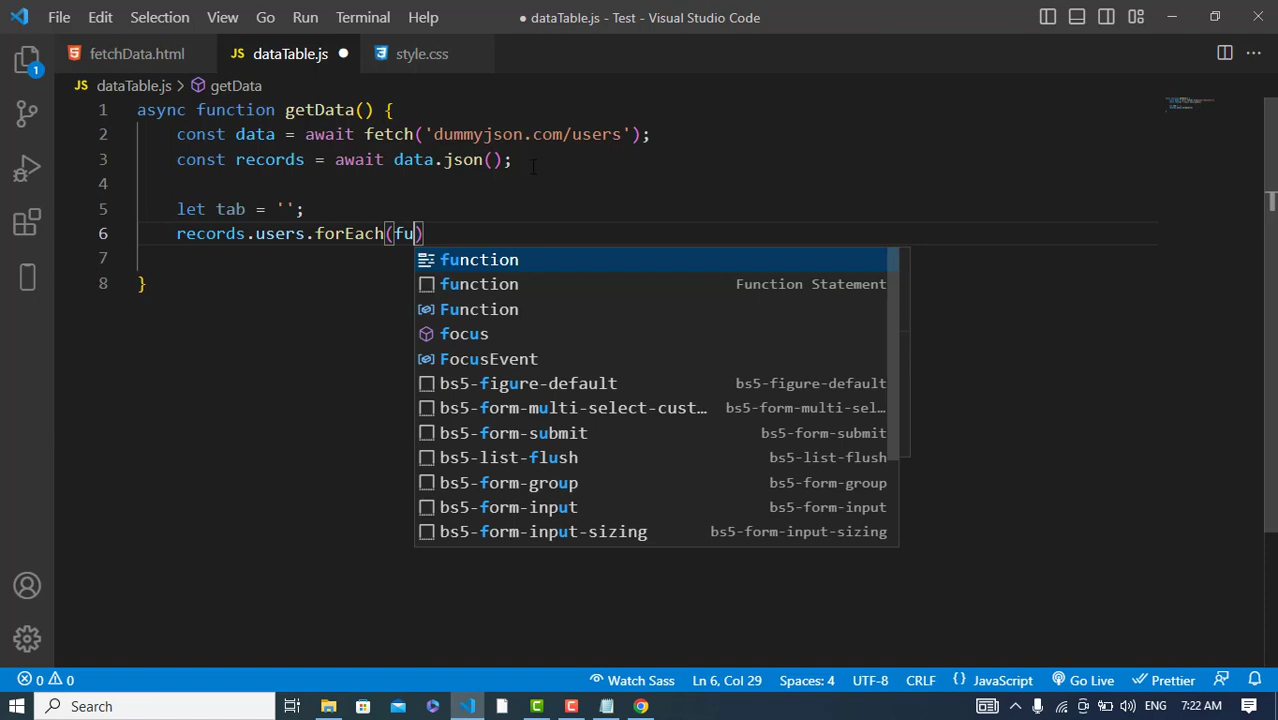 File Edit Selection View Go Run Terminal Help ● dataTable.js - Test - Visual Studio Code
fetchData.html JS dataTable.js ● style.css
JS dataTable.js > getData
1 async function getData() {
2 const data = await fetch('dummyjson.com/users');
3 const records = await data.json();
4
5 let tab = '';
6 records.users.forEach(fu)
7
8 }
function
function Function Statement
Function
focus
FocusEvent
bs5-figure-default bs5-figure-default
bs5-form-multi-select-cust... bs5-form-multi-sel...
bs5-form-submit bs5-form-submit
bs5-list-flush bs5-list-flush
bs5-form-group bs5-form-group
bs5-form-input bs5-form-input
bs5-form-input-sizing bs5-form-input-sizing
1
0 0 Watch Sass Ln 6, Col 29 Spaces: 4 UTF-8 CRLF {} JavaScript Go Live Prettier
Search ENG 7:22 AM